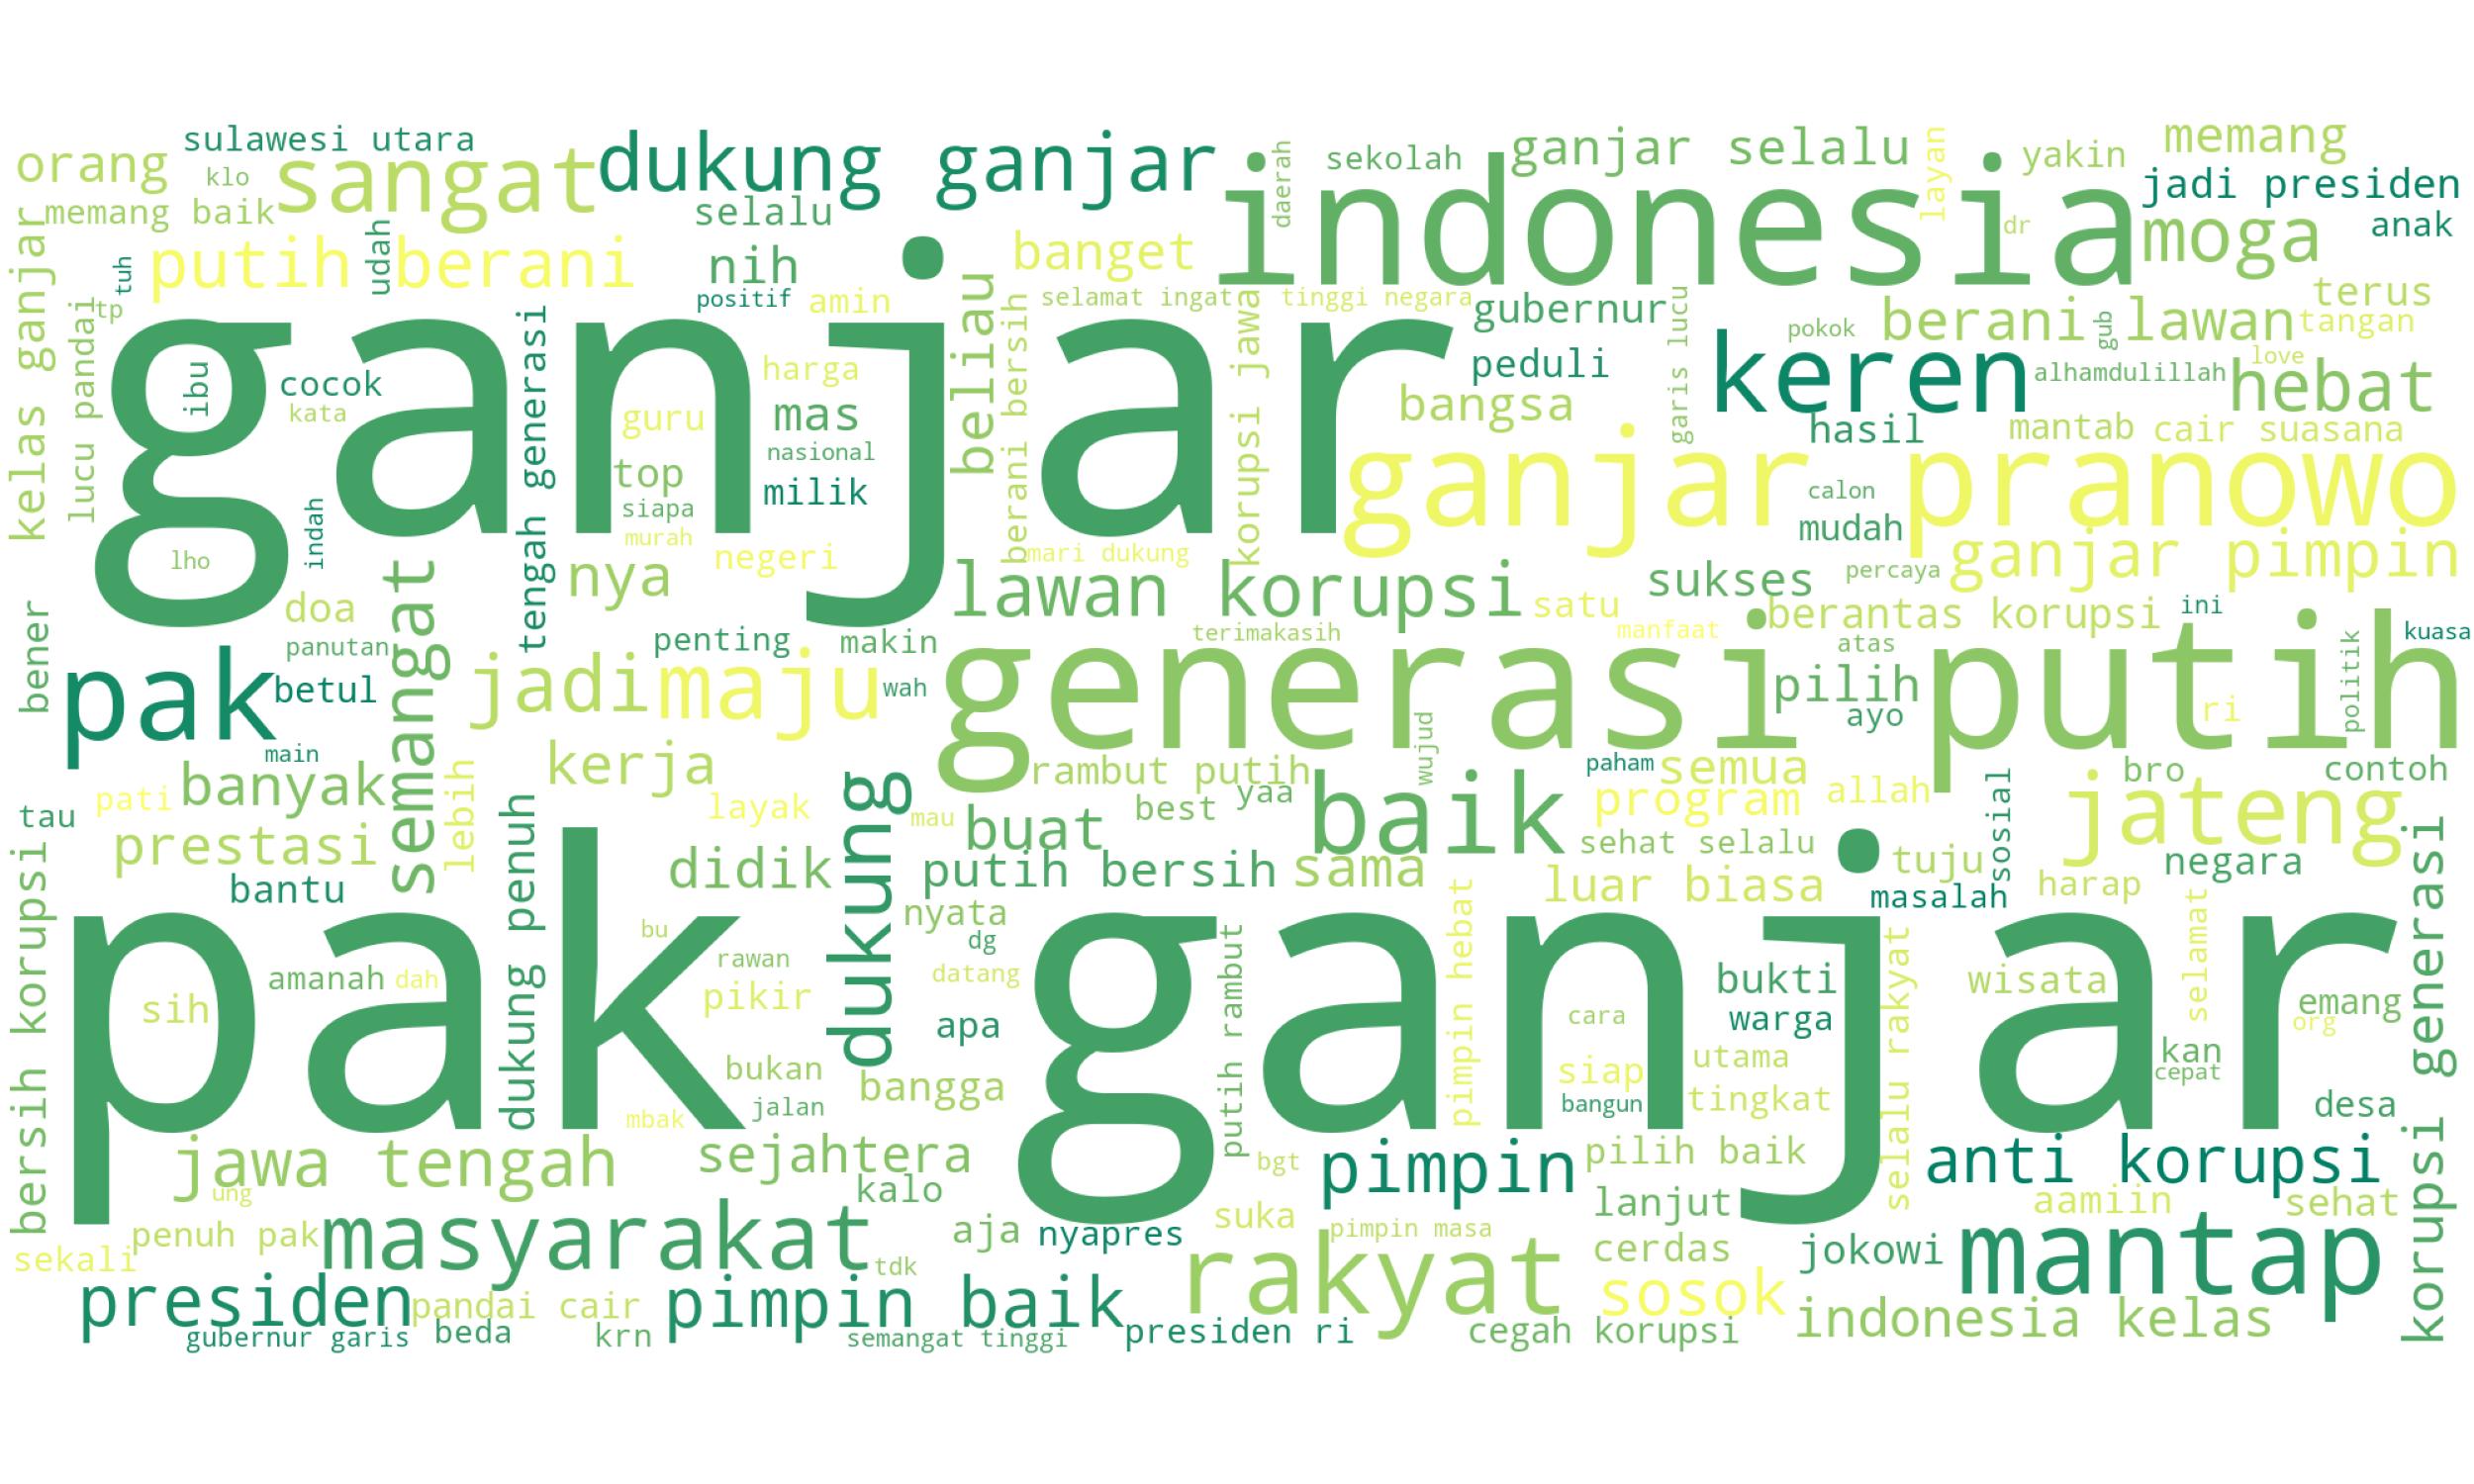 sulawesi utara
orang
klo
sangat
dukung ganjar
daerah
sekolah
ganjar selalu
layan
yakin
memang
jadi presiden
memang baik
selalu
indonesia
dr
moga
anak
kelas ganjar
tuh
putih
udah
berani
nih
banget
positif
amin
selamat ingat
tinggi negara
gubernur
terus
tp
lucu pandai
ganjar
tengah generasi
beliau
berani bersih
korupsi jawa
garis lucu
pokok
berani
gub
lawan
tangan
ibu
cocok
kata
harga
guru
mas
peduli
bangsa
keren
love
alhamdulillah
hebat
nasional
top
milik
hasil
mantab
cair suasana
siapa
murah
negeri
indah
lho
ganjar pranowo
calon
mudah
mari dukung
ganjar pimpin
doa
nya
lawan korupsi
sukses
percaya
satu
berantas korupsi
ini
bener
semangat
panutan
penting
makin
terimakasih
manfaat
atas
kuasa
pak
betul
jadi
maju
wah
generasi putih
pilih
ayo
ri
politik
main
banyak
kerja
rambut putih
wujud
paham
semua
bro
contoh
tau
pati
lebih
layak
dukung
mau
buat
best
yaa
baik
program
allah
jateng
prestasi
didik
putih bersih
sama
sehat selalu
tuju
sosial
negara
bersih korupsi
bantu
dukung penuh
nyata
luar biasa
masalah
harap
korupsi generasi
pak ganjar
bu
dg
amanah
dah
rawan
datang
putih rambut
pimpin hebat
bukti
selalu rakyat
wisata
selamat
emang
sih
pikir
apa
cara
warga
org
bukan
bangga
siap
utama
kan
cepat
mbak
jalan
bangun
tingkat
desa
jawa tengah
sejahtera
bgt
pimpin
pilih baik
anti korupsi
ung
kalo
lanjut
aamiin
sehat
sekali
penuh pak
masyarakat
aja
nyapres
suka
pimpin masa
tdk
rakyat
cerdas
jokowi
mantap
presiden
pandai cair
pimpin baik
sosok
indonesia kelas
gubernur garis
beda
krn
semangat tinggi
presiden ri
cegah korupsi